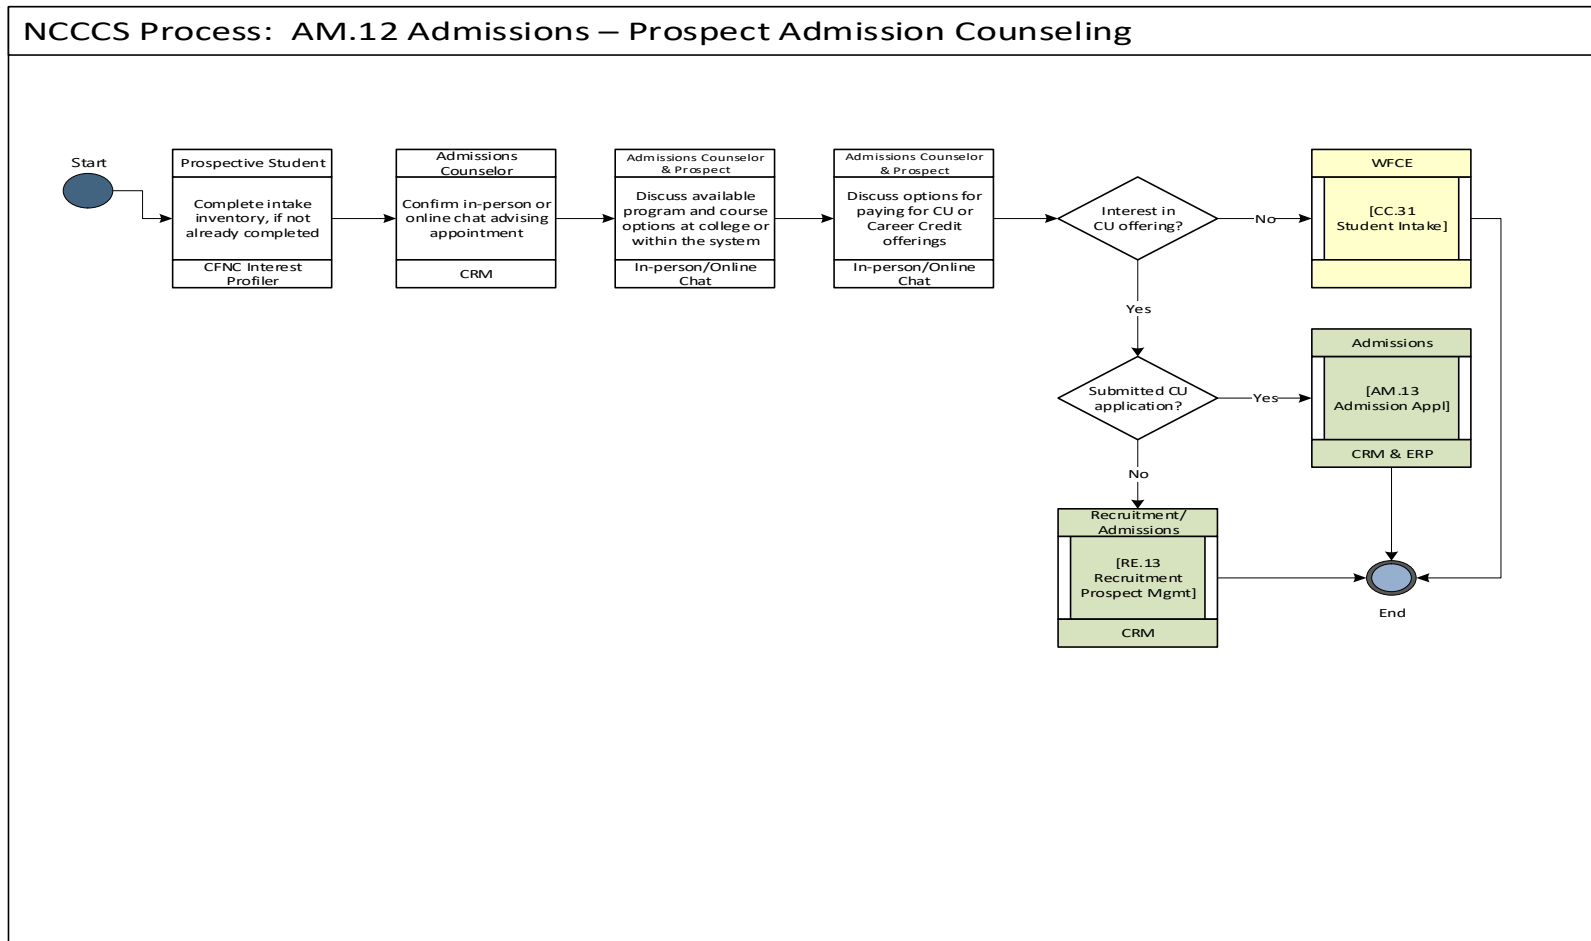 NCCCS Process:  AM.12 Admissions – Prospect Admission Counseling
Start
Prospective Student
Complete intake
inventory, if not
already completed
CFNC Interest
Profiler
Admissions
Counselor
Confirm in-person or
online chat advising
appointment
CRM
Admissions Counselor
& Prospect
Discuss available
program and course
options at college or
within the system
In-person/Online
Chat
Admissions Counselor
& Prospect
Discuss options for
paying for CU or
Career Credit
offerings
In-person/Online
Chat
Interest in
CU offering?
No
WFCE
[CC.31
Student Intake]
Yes
Submitted CU
application?
Yes
Admissions
[AM.13
Admission Appl]
CRM & ERP
No
Recruitment/
Admissions
[RE.13
Recruitment
Prospect Mgmt]
CRM
End